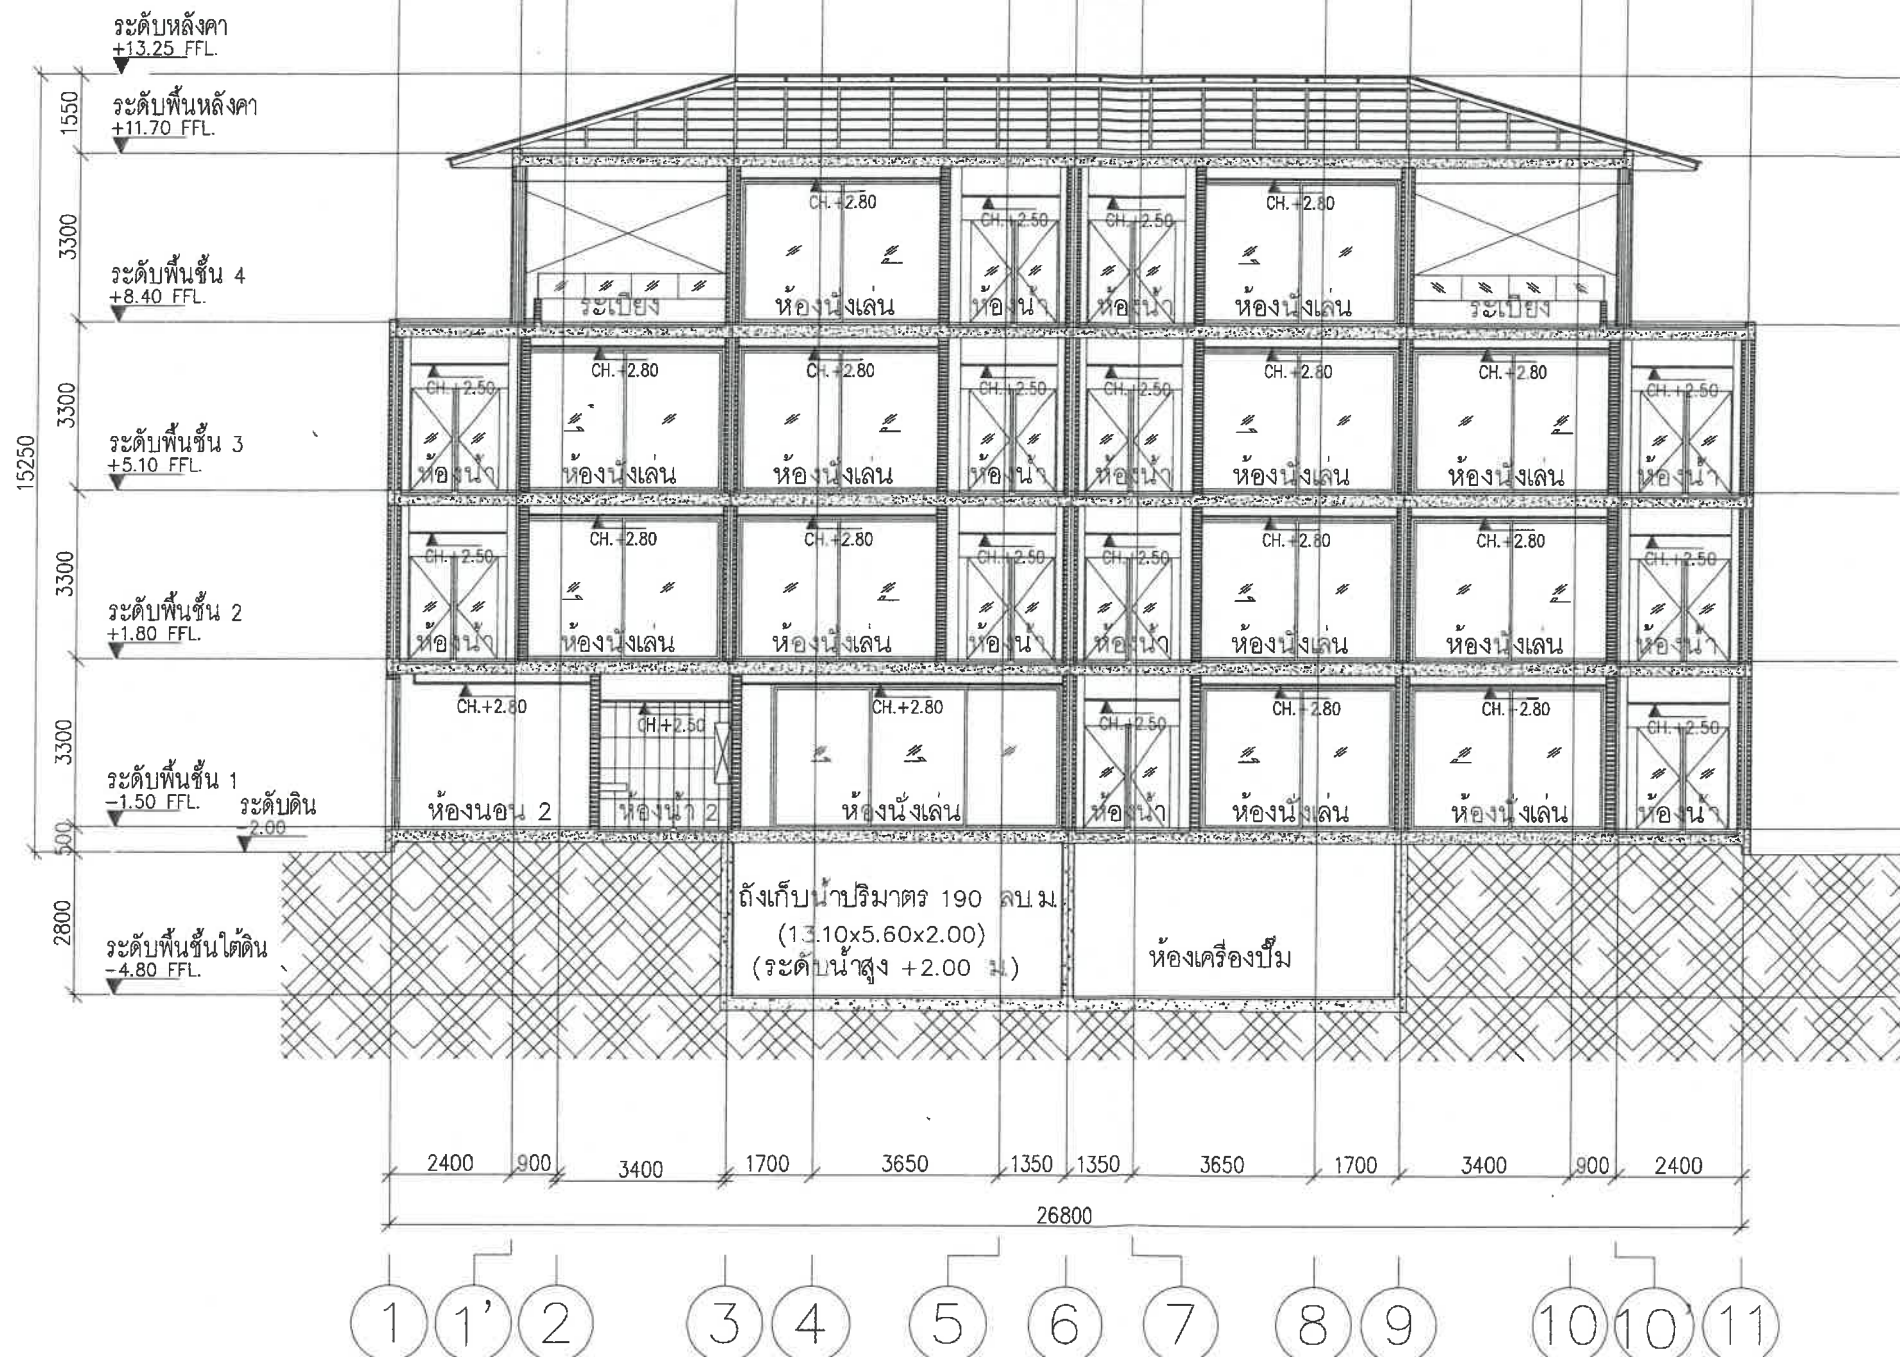 ระดับหลังคา
+13.25 FFL.
ระดับพื้นหลังคา
+11.70 FFL.
ระดับพื้นชั้น 4
+8.40 FFL.
ระดับพื้นชั้น 3
+5.10 FFL.
ระดับพื้นชั้น 2
+1.80 FFL.
ระดับพื้นชั้น 1
-1.50 FFL.
ระดับดิน
-2.00
ระดับพื้นชั้นใต้ดิน
-4.80 FFL.
15250
1550
3300
3300
3300
3300
500
2800
CH.+2.80 CH.+2.50 CH.+2.50 CH.+2.80
ระเบียง ห้องนั่งเล่น ห้องน้ำ ห้องน้ำ ห้องนั่งเล่น ระเบียง
CH.+2.50 CH.+2.80 CH.+2.80 CH.+2.50 CH.+2.50 CH.+2.80 CH.+2.80 CH.+2.50
ห้องน้ำ ห้องนั่งเล่น ห้องนั่งเล่น ห้องน้ำ ห้องน้ำ ห้องนั่งเล่น ห้องนั่งเล่น ห้องน้ำ
CH.+2.50 CH.+2.80 CH.+2.80 CH.+2.50 CH.+2.50 CH.+2.80 CH.+2.80 CH.+2.50
ห้องน้ำ ห้องนั่งเล่น ห้องนั่งเล่น ห้องน้ำ ห้องน้ำ ห้องนั่งเล่น ห้องนั่งเล่น ห้องน้ำ
CH.+2.80 CH.+2.50 CH.+2.80 CH.+2.50 CH.+2.80 CH.+2.80 CH.+2.50
ห้องนอน 2 ห้องน้ำ 2 ห้องนั่งเล่น ห้องน้ำ ห้องนั่งเล่น ห้องนั่งเล่น ห้องน้ำ
ถังเก็บน้ำปริมาตร 190 ลบ.ม.
(13.10x5.60x2.00)
(ระดับน้ำสูง +2.00 ม)
ห้องเครื่องปั๊ม
2400 900 3400 1700 3650 1350 1350 3650 1700 3400 900 2400
26800
1 1' 2 3 4 5 6 7 8 9 10 10' 11